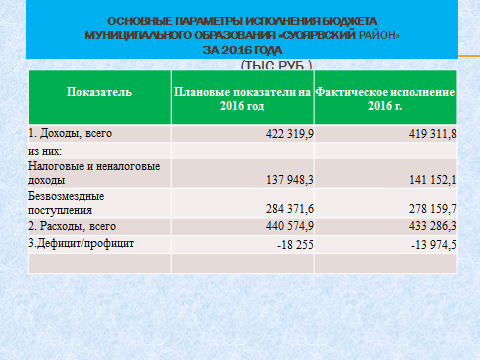 ОСНОВНЫЕ ПАРАМЕТРЫ ИСПОЛНЕНИЯ БЮДЖЕТА
МУНИЦИПАЛЬНОГО ОБРАЗОВАНИЯ «СУОЯРВСКИЙ РАЙОН»
ЗА 2016 ГОДА
(ТЫС.РУБ.)
Показатель Плановые показатели на 2016 год Фактическое исполнение 2016 г.
1. Доходы, всего 422 319,9 419 311,8
из них:
Налоговые и неналоговые
доходы 137 948,3 141 152,1
Безвозмездные
поступления 284 371,6 278 159,7
2. Расходы, всего 440 574,9 433 286,3
3.Дефицит/профицит -18 255 -13 974,5